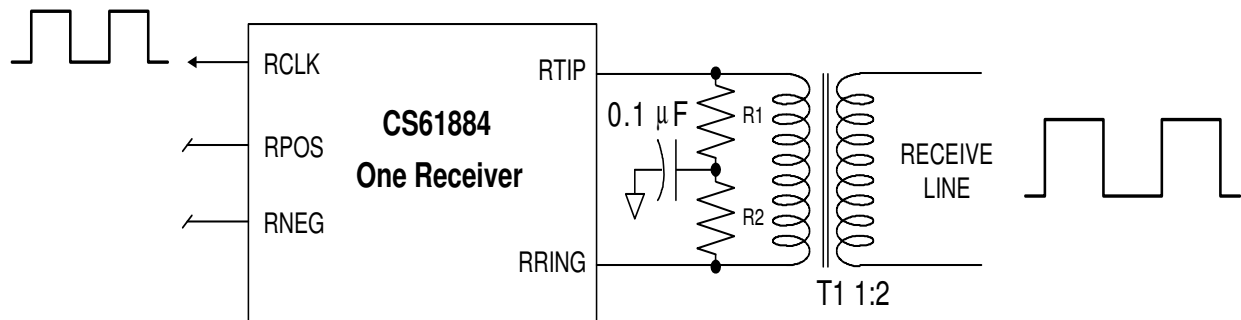 RCLK
RTIP
0.1 μF
R1
CS61884
One Receiver
RPOS
RECEIVE
LINE
R2
RNEG
RRING
T1 1:2